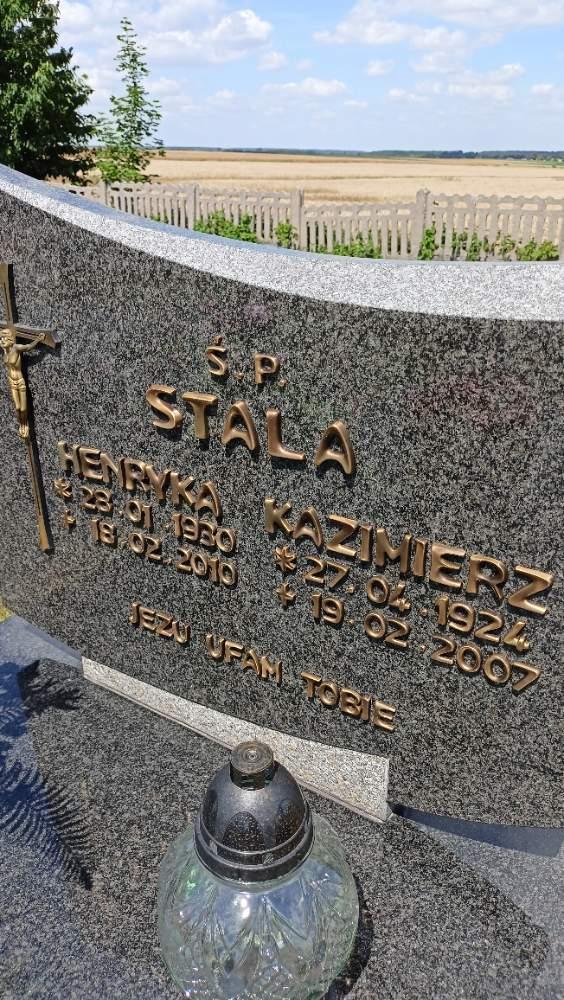 Ś.P.
STALA
HENRYKA
* 28.01.1930
+ 18.02.2010
KAZIMIERZ
* 27.04.1924
+ 19.02.2007
JEZU UFAM TOBIE